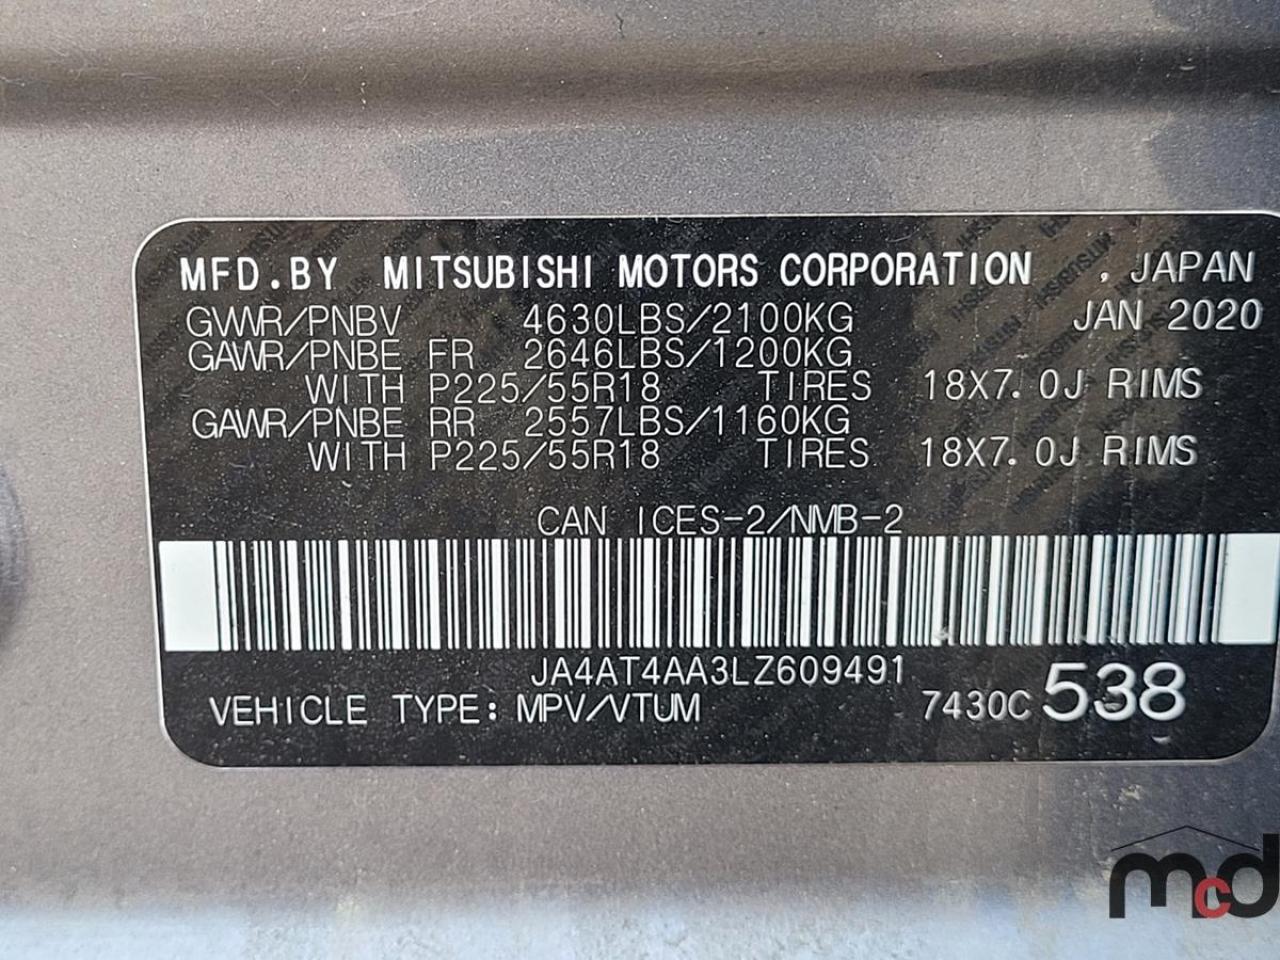 MFD.BY MITSUBISHI MOTORS CORPORATION , JAPAN
GVWR/PNBV 4630LBS/2100KG JAN 2020
GAWR/PNBE FR 2646LBS/1200KG
WITH P225/55R18 TIRES 18X7.0J RIMS
GAWR/PNBE RR 2557LBS/1160KG
WITH P225/55R18 TIRES 18X7.0J RIMS
CAN ICES-2/NMB-2
JA4AT4AA3LZ609491
VEHICLE TYPE: MPV/VTUM 7430C 538
mcd